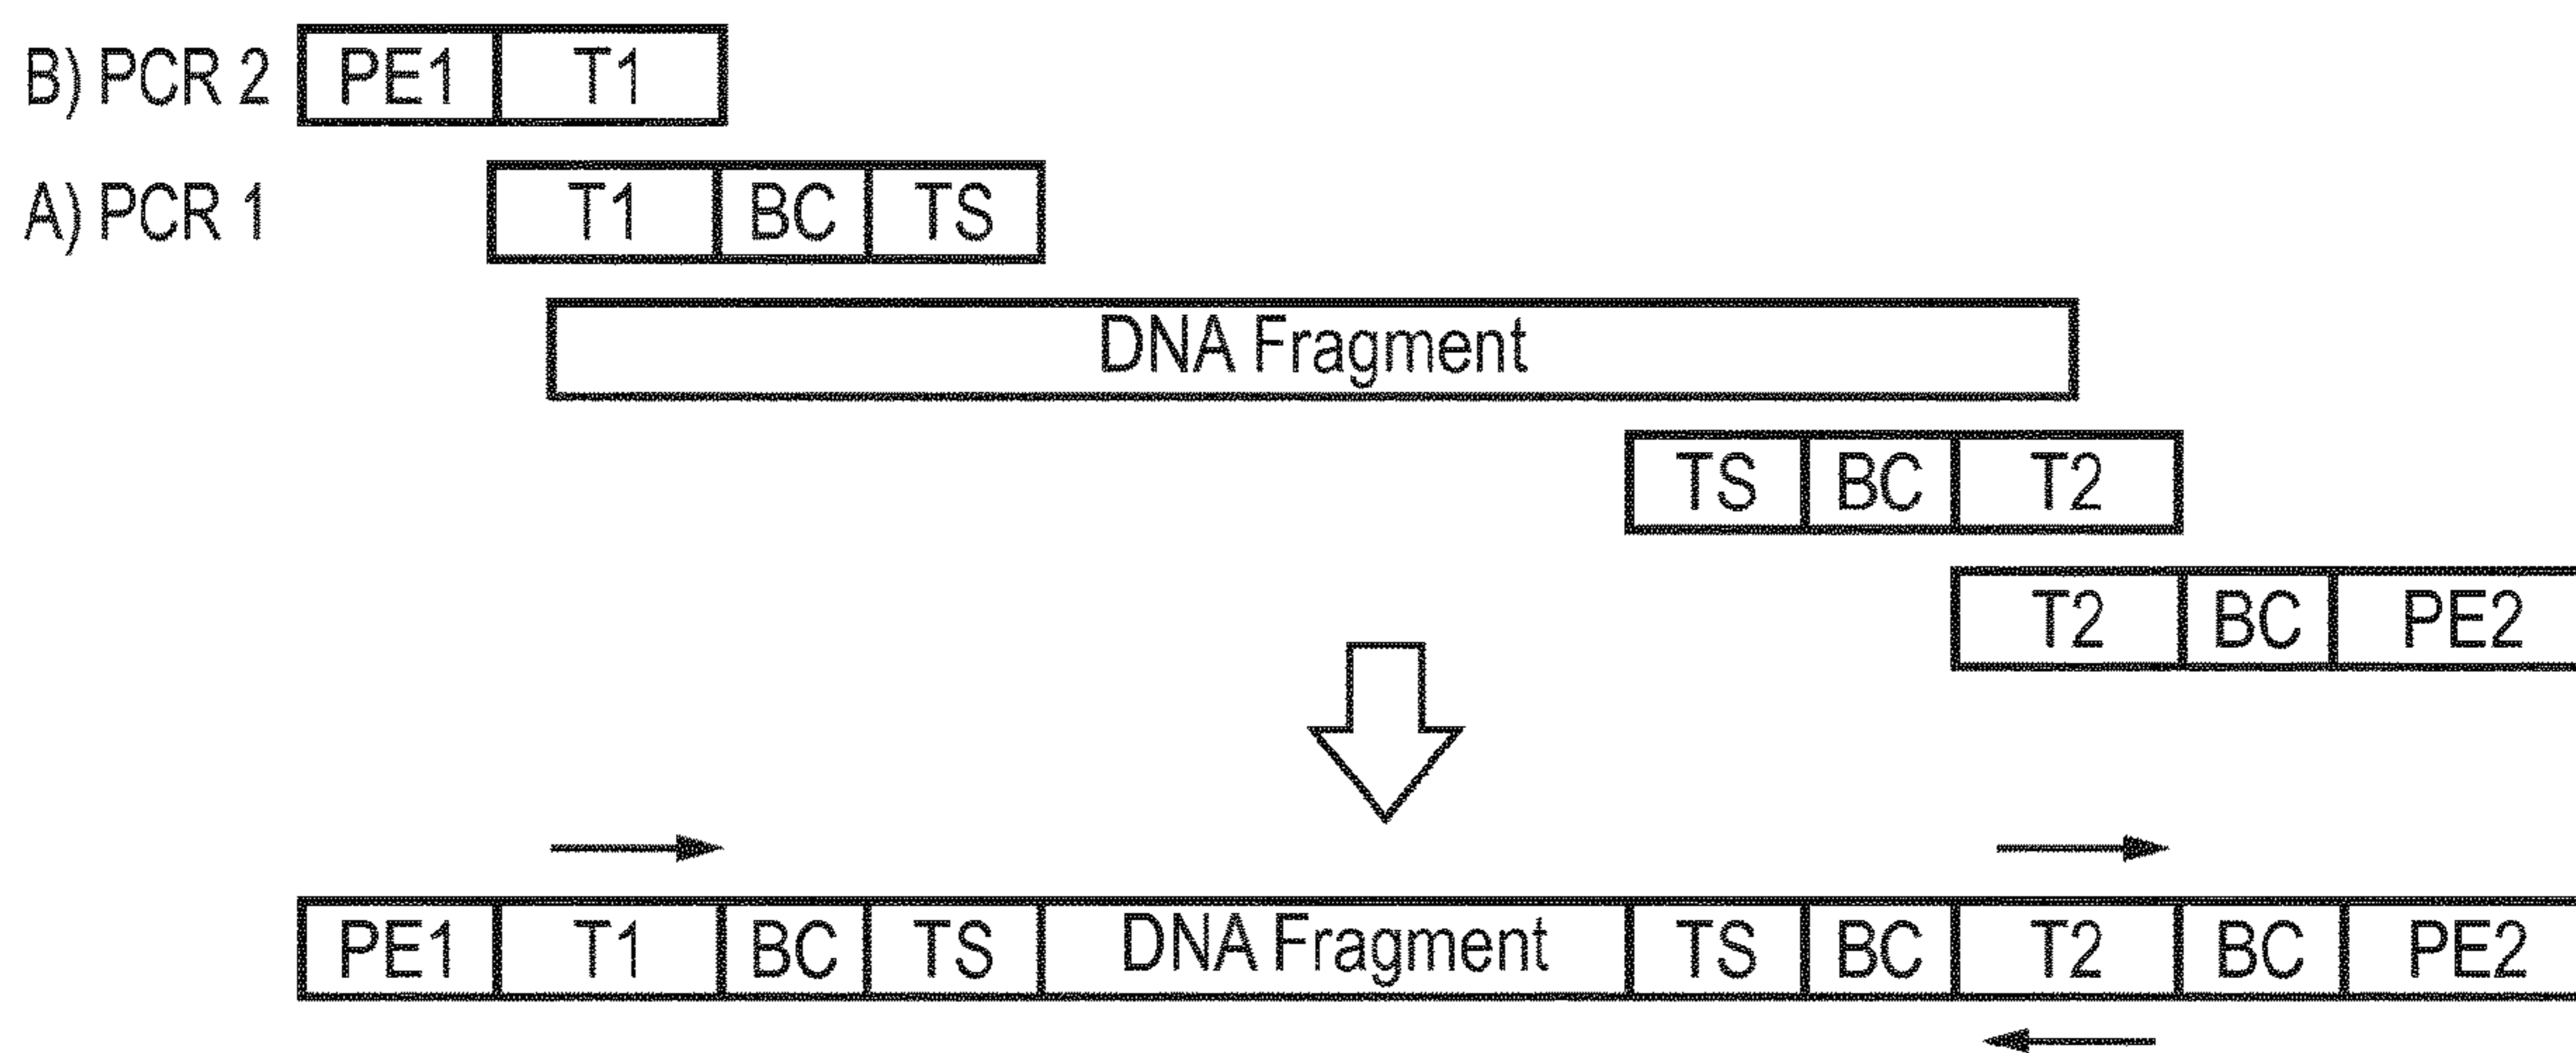 B) PCR 2 PE1 T1
A) PCR 1 T1 BC TS
DNA Fragment
TS BC T2
T2 BC PE2
PE1 T1 BC TS DNA Fragment TS BC T2 BC PE2